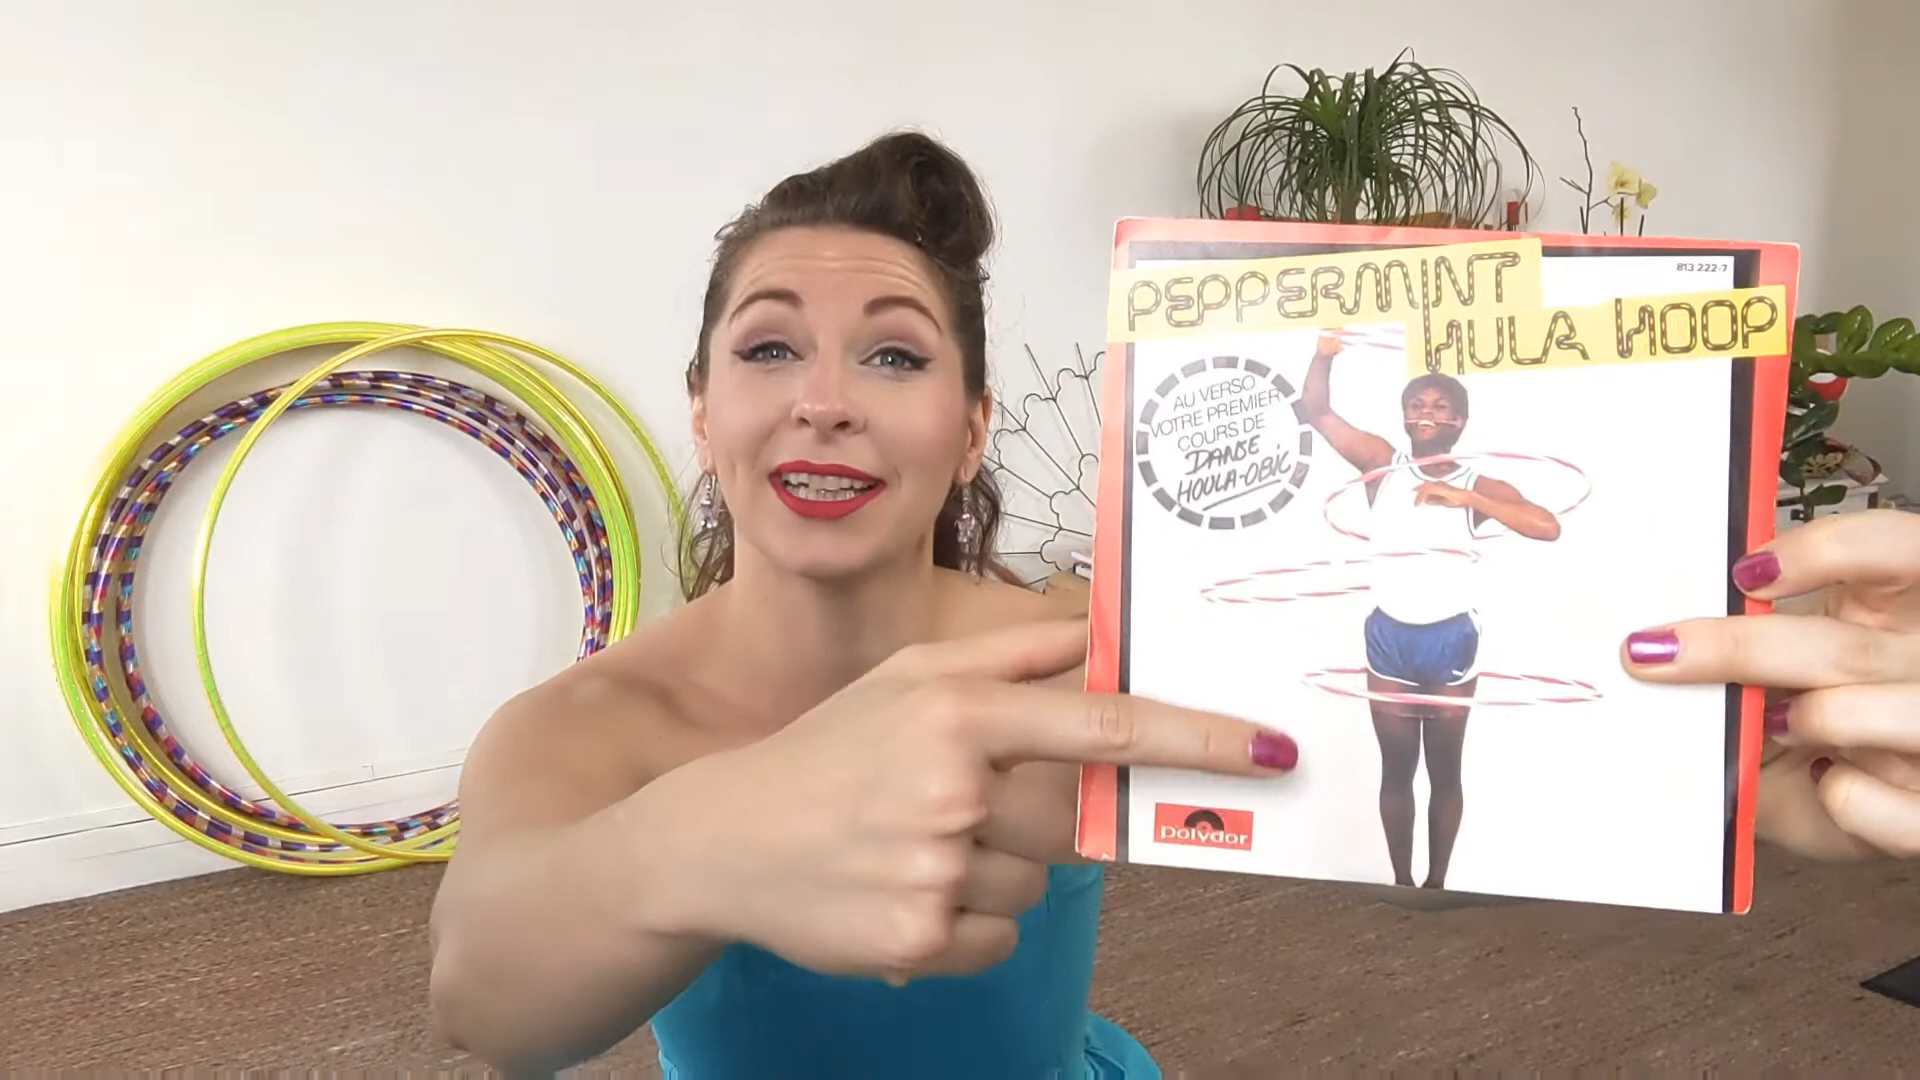 813 222-7
PEPPERMINT
HULA HOOP
AU VERSO
VOTRE PREMIER
COURS DE
DANSE
HOULA-OBIC
polydor